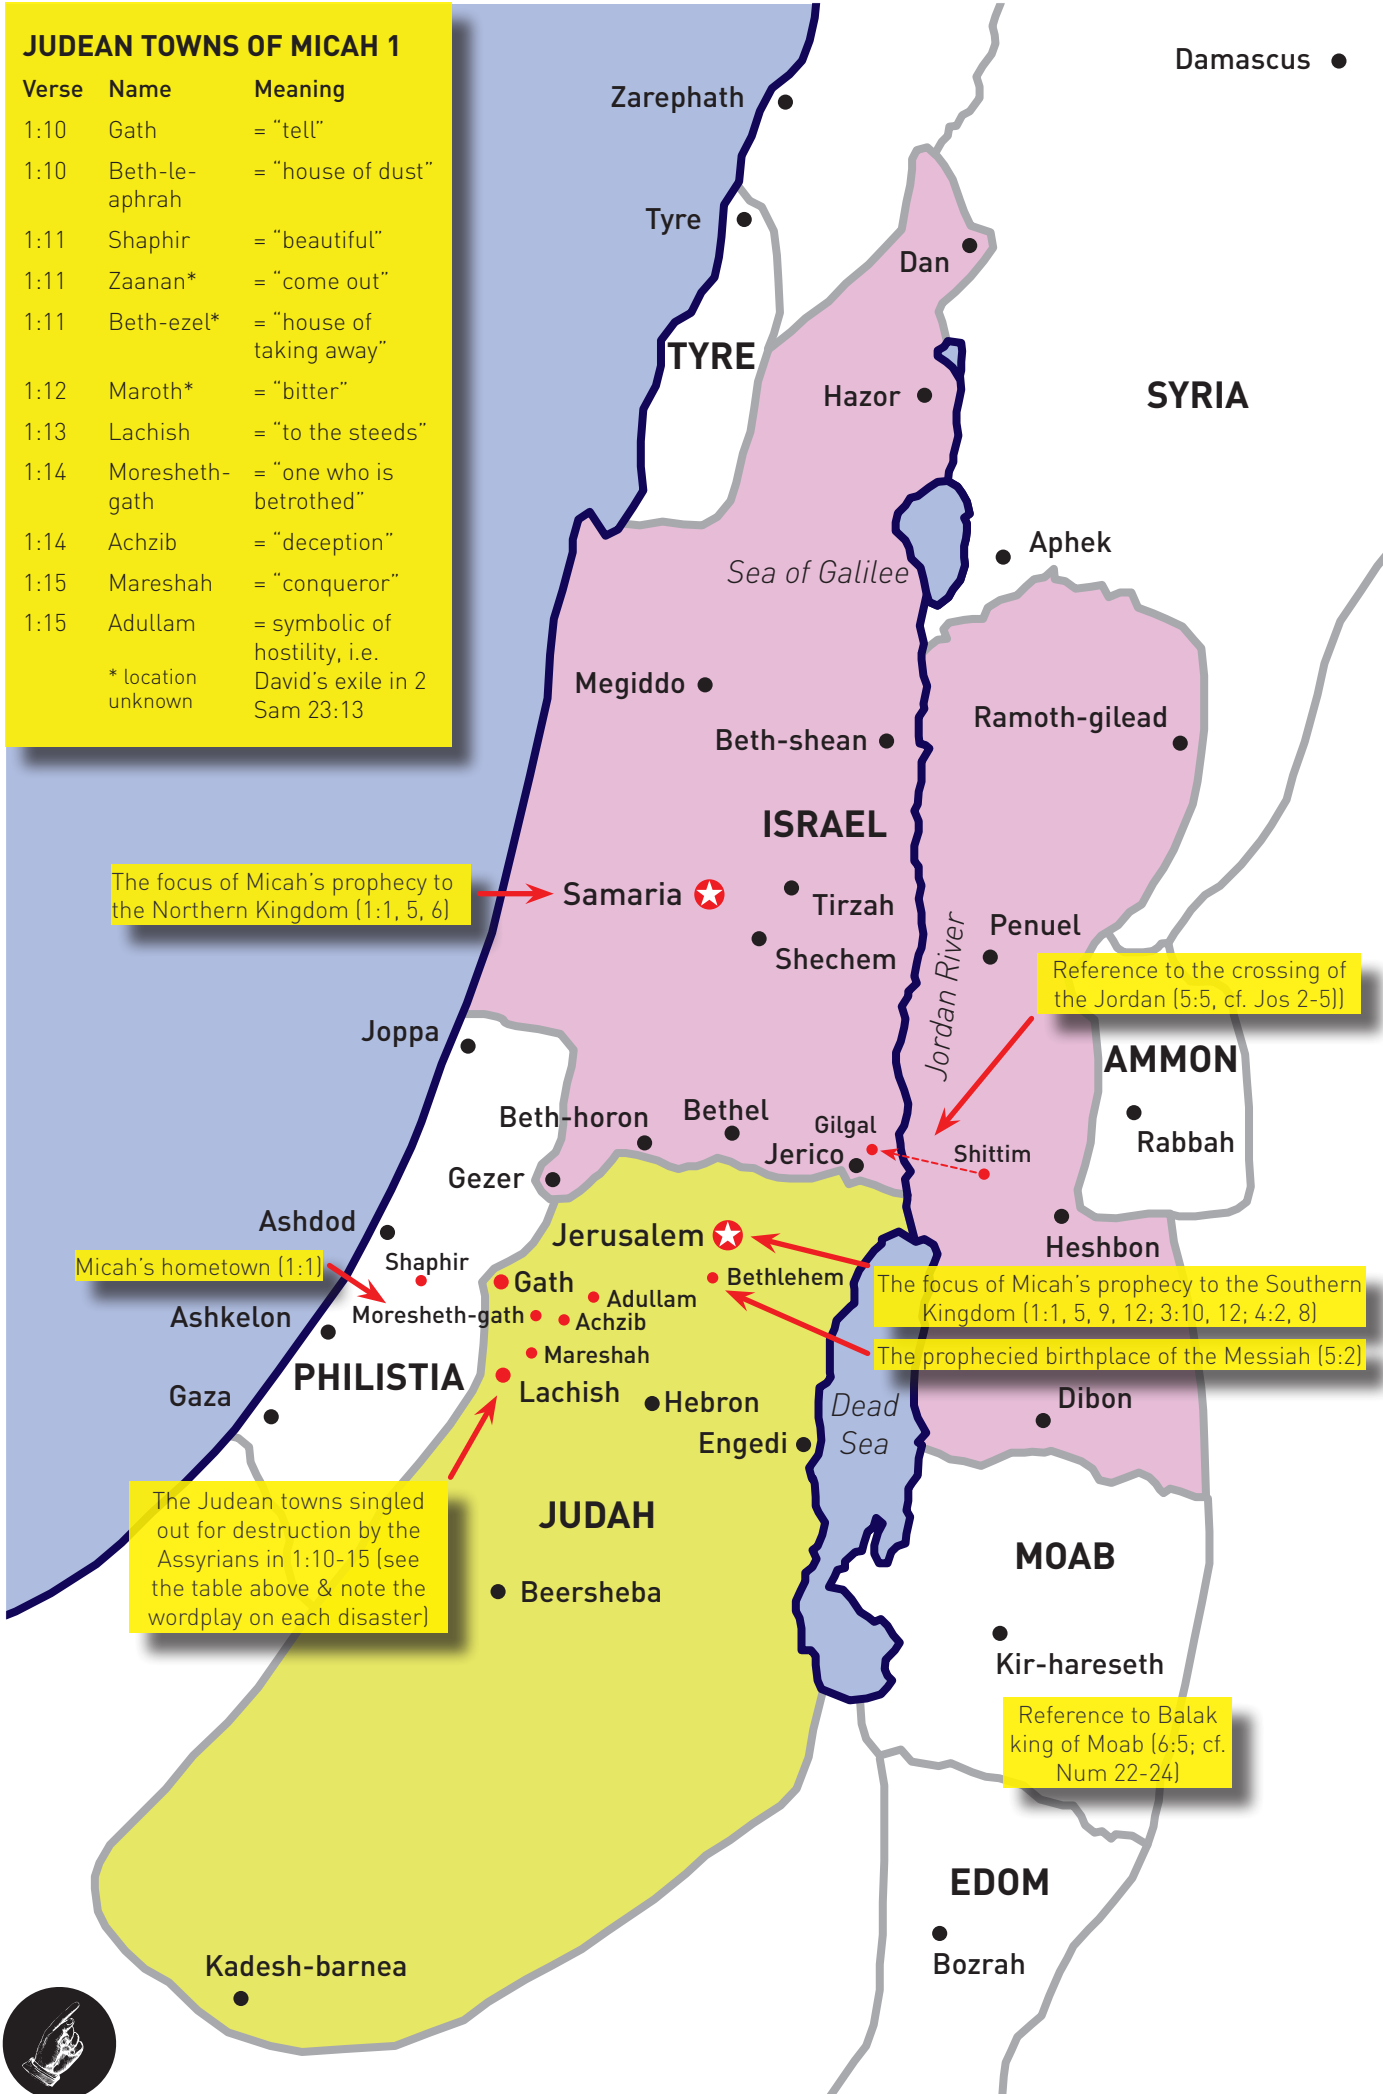 JUDEAN TOWNS OF MICAH 1
Verse Name Meaning
1:10 Gath = “tell”
1:10 Beth-le- = “house of dust”
aphrah
1:11 Shaphir = “beautiful”
1:11 Zaanan* = “come out”
1:11 Beth-ezel* = “house of
taking away”
1:12 Maroth* = “bitter”
1:13 Lachish = “to the steeds”
1:14 Moresheth- = “one who is
gath betrothed”
1:14 Achzib = “deception”
1:15 Mareshah = “conqueror”
1:15 Adullam = symbolic of
hostility, i.e.
* location David’s exile in 2
unknown Sam 23:13
Damascus
Zarephath
Tyre
Dan
TYRE
Hazor
SYRIA
Aphek
Sea of Galilee
Megiddo
Ramoth-gilead
Beth-shean
ISRAEL
The focus of Micah’s prophecy to
the Northern Kingdom (1:1, 5, 6)
Samaria
Tirzah
Shechem
Jordan River
Penuel
Reference to the crossing of
the Jordan (5:5, cf. Jos 2-5))
Joppa
AMMON
Rabbah
Beth-horon
Bethel
Gilgal
Jerico
Shittim
Gezer
Ashdod
Jerusalem
Heshbon
Micah’s hometown (1:1)
Shaphir
Gath
Bethlehem
The focus of Micah’s prophecy to the Southern
Kingdom (1:1, 5, 9, 12; 3:10, 12; 4:2, 8)
Ashkelon
Moresheth-gath
Adullam
Achzib
Mareshah
The prophecied birthplace of the Messiah (5:2)
PHILISTIA
Lachish
Gaza
Hebron
Dead
Sea
Dibon
Engedi
The Judean towns singled
out for destruction by the
Assyrians in 1:10-15 (see
the table above & note the
wordplay on each disaster)
JUDAH
MOAB
Beersheba
Kir-hareseth
Reference to Balak
king of Moab (6:5; cf.
Num 22-24)
EDOM
Bozrah
Kadesh-barnea